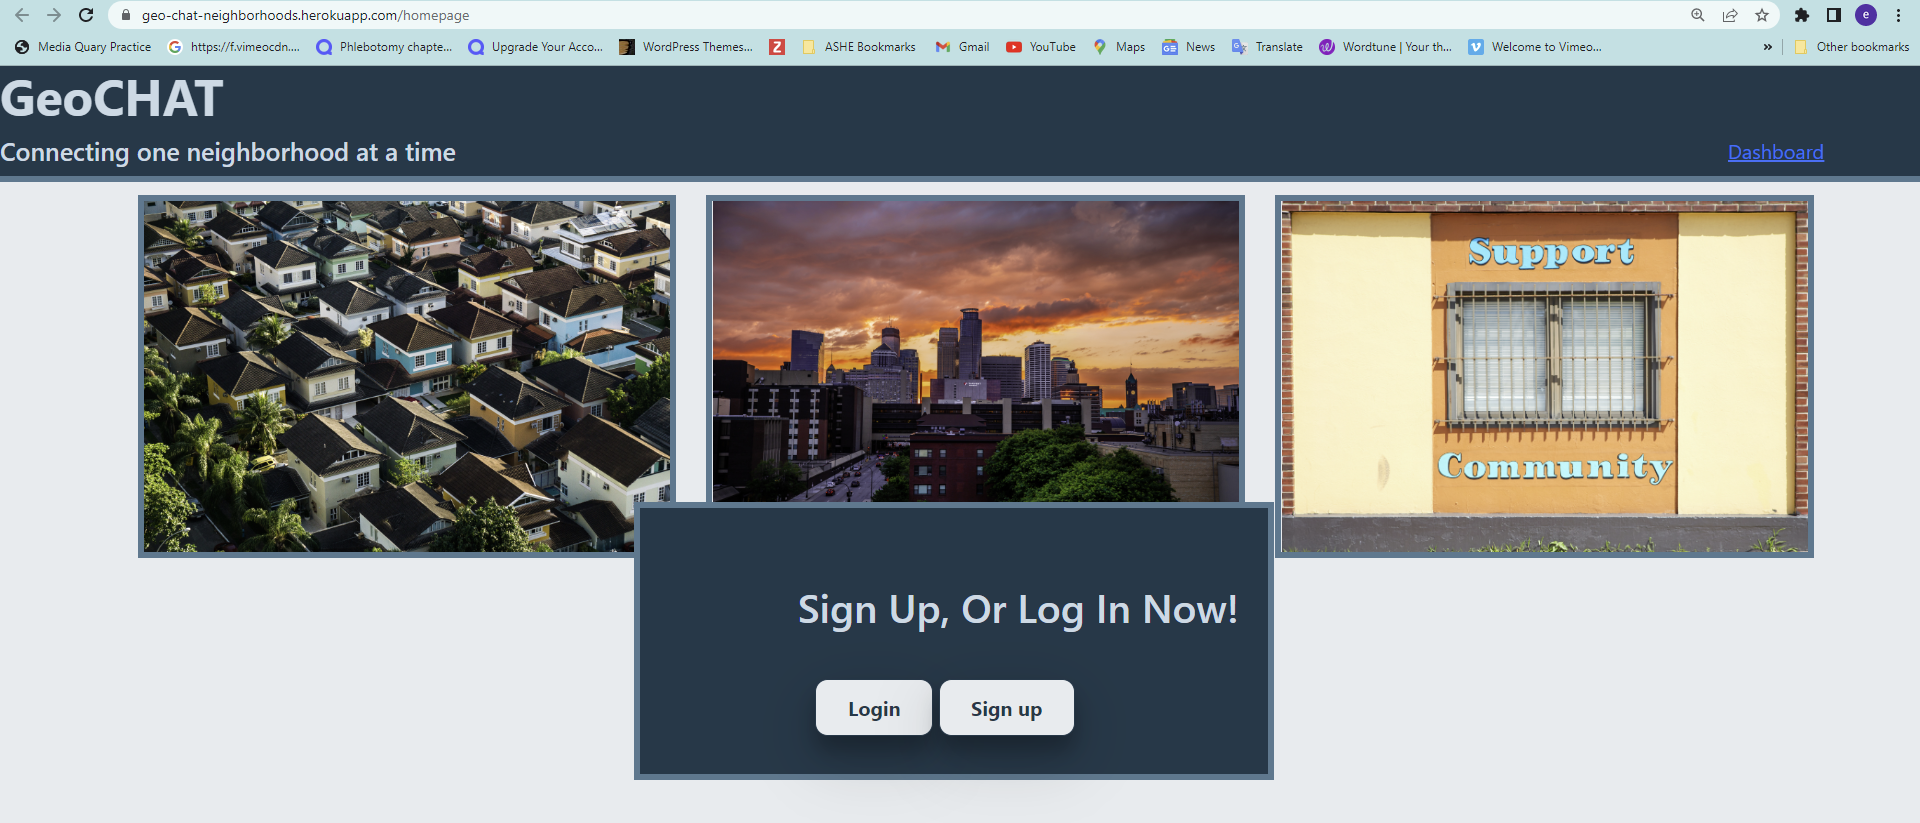 geo-chat-neighborhoods.herokuapp.com/homepage
e
Media Quary Practice
https://f.vimeocdn....
Phlebotomy chapte...
Upgrade Your Acco...
WordPress Themes...
Z
ASHE Bookmarks
Gmail
YouTube
Maps
News
Translate
Wordtune | Your th...
Welcome to Vimeo...
»
Other bookmarks
GeoCHAT
Connecting one neighborhood at a time
Dashboard
Support
Community
Sign Up, Or Log In Now!
Login
Sign up